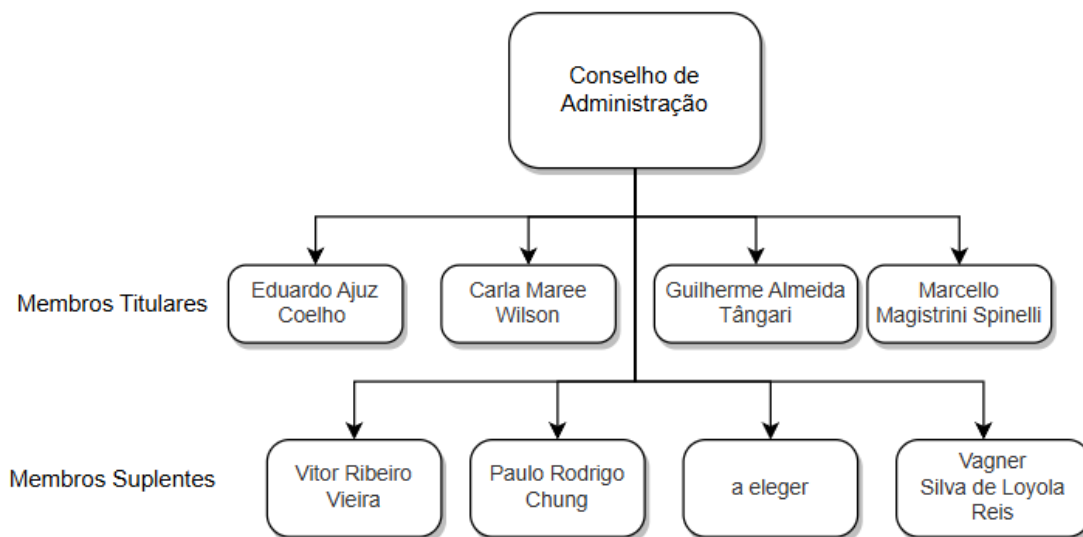 Conselho de
Administração
Membros Titulares
Eduardo Ajuz
Coelho
Carla Maree
Wilson
Guilherme Almeida
Tângari
Marcello
Magistrini Spinelli
Membros Suplentes
Vitor Ribeiro
Vieira
Paulo Rodrigo
Chung
a eleger
Vagner
Silva de Loyola
Reis